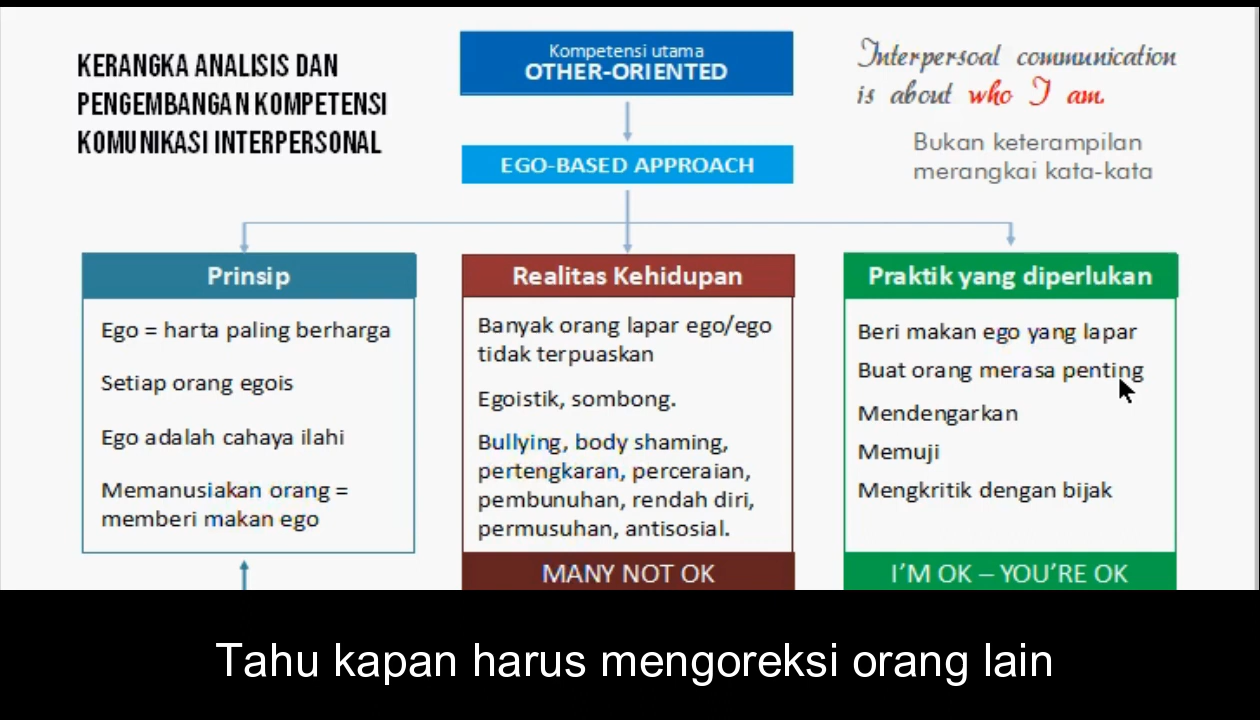 KERANGKA ANALISIS DAN
PENGEMBANGAN KOMPETENSI
KOMUNIKASI INTERPERSONAL
Kompetensi utama
OTHER-ORIENTED
Interpersoal communication
is about who I am.
Bukan keterampilan
merangkai kata-kata
EGO-BASED APPROACH
Prinsip
Ego = harta paling berharga
Setiap orang egois
Ego adalah cahaya ilahi
Memanusiakan orang =
memberi makan ego
Realitas Kehidupan
Banyak orang lapar ego/ego
tidak terpuaskan
Egoistik, sombong.
Bullying, body shaming,
pertengkaran, perceraian,
pembunuhan, rendah diri,
permusuhan, antisosial.
MANY NOT OK
Praktik yang diperlukan
Beri makan ego yang lapar
Buat orang merasa penting
Mendengarkan
Memuji
Mengkritik dengan bijak
I'M OK – YOU'RE OK
Tahu kapan harus mengoreksi orang lain